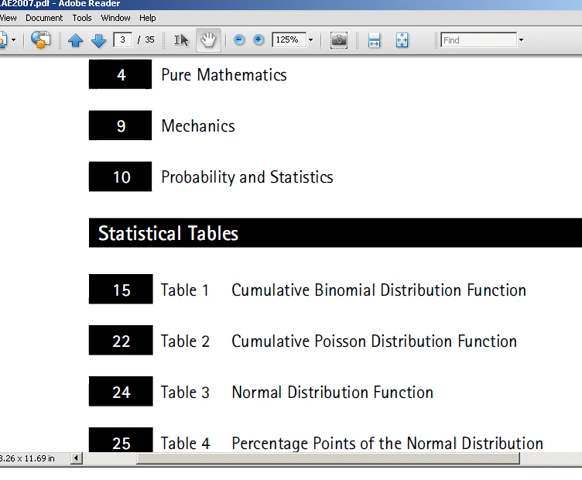 .AE2007.pdf - Adobe Reader
View Document Tools Window Help
3 / 35 125% Find
4 Pure Mathematics
9 Mechanics
10 Probability and Statistics
Statistical Tables
15 Table 1 Cumulative Binomial Distribution Function
22 Table 2 Cumulative Poisson Distribution Function
24 Table 3 Normal Distribution Function
25 Table 4 Percentage Points of the Normal Distribution
8.26 x 11.69 in